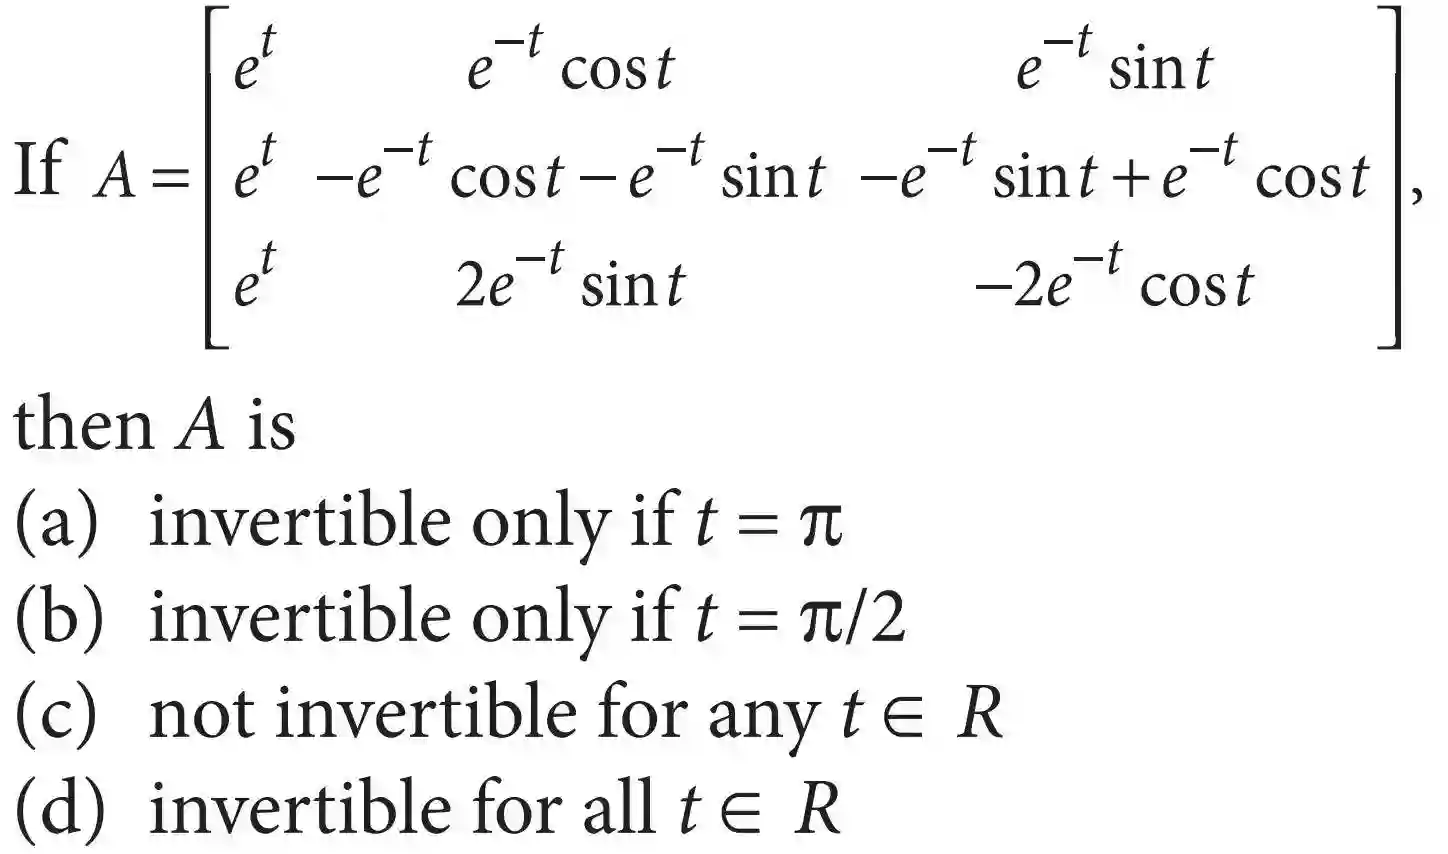 If A = [ e^t e^{-t} cos t e^{-t} sin t
e^t −e^{-t} cos t − e^{-t} sin t −e^{-t} sin t + e^{-t} cos t
e^t 2e^{-t} sin t −2e^{-t} cos t ],
then A is
(a) invertible only if t = π
(b) invertible only if t = π/2
(c) not invertible for any t ∈ R
(d) invertible for all t ∈ R